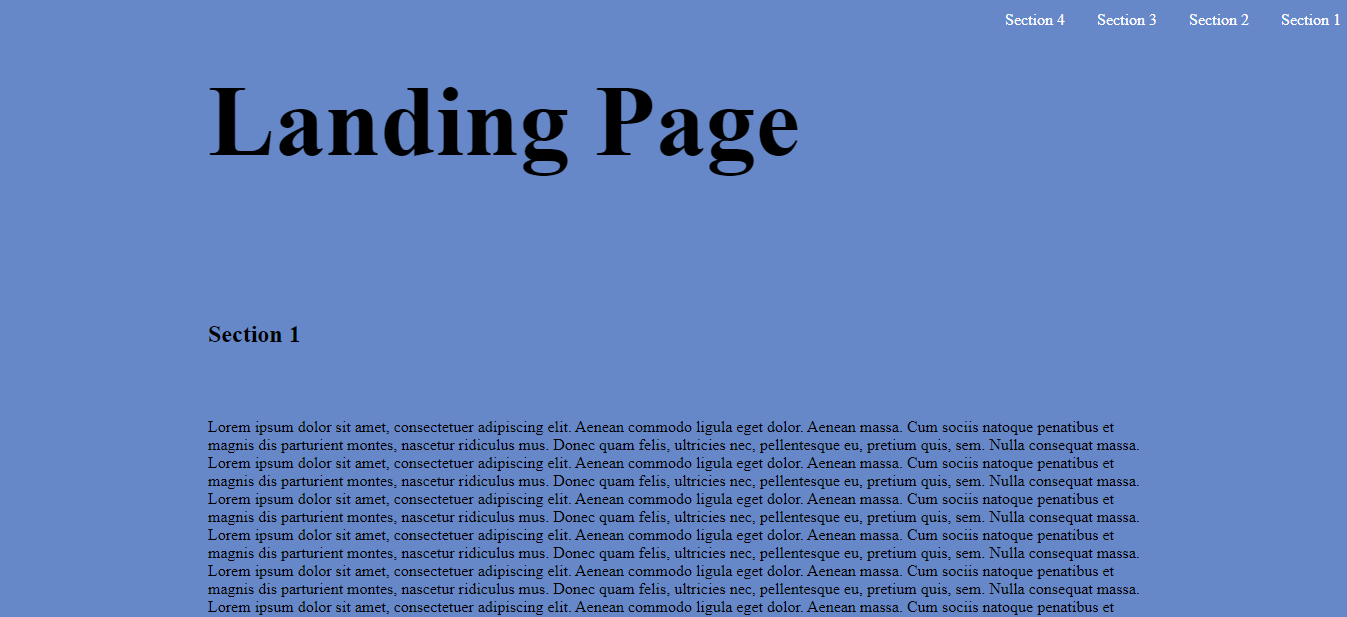 Section 4 Section 3 Section 2 Section 1
Landing Page
Section 1
Lorem ipsum dolor sit amet, consectetuer adipiscing elit. Aenean commodo ligula eget dolor. Aenean massa. Cum sociis natoque penatibus et
magnis dis parturient montes, nascetur ridiculus mus. Donec quam felis, ultricies nec, pellentesque eu, pretium quis, sem. Nulla consequat massa.
Lorem ipsum dolor sit amet, consectetuer adipiscing elit. Aenean commodo ligula eget dolor. Aenean massa. Cum sociis natoque penatibus et
magnis dis parturient montes, nascetur ridiculus mus. Donec quam felis, ultricies nec, pellentesque eu, pretium quis, sem. Nulla consequat massa.
Lorem ipsum dolor sit amet, consectetuer adipiscing elit. Aenean commodo ligula eget dolor. Aenean massa. Cum sociis natoque penatibus et
magnis dis parturient montes, nascetur ridiculus mus. Donec quam felis, ultricies nec, pellentesque eu, pretium quis, sem. Nulla consequat massa.
Lorem ipsum dolor sit amet, consectetuer adipiscing elit. Aenean commodo ligula eget dolor. Aenean massa. Cum sociis natoque penatibus et
magnis dis parturient montes, nascetur ridiculus mus. Donec quam felis, ultricies nec, pellentesque eu, pretium quis, sem. Nulla consequat massa.
Lorem ipsum dolor sit amet, consectetuer adipiscing elit. Aenean commodo ligula eget dolor. Aenean massa. Cum sociis natoque penatibus et
magnis dis parturient montes, nascetur ridiculus mus. Donec quam felis, ultricies nec, pellentesque eu, pretium quis, sem. Nulla consequat massa.
Lorem ipsum dolor sit amet, consectetuer adipiscing elit. Aenean commodo ligula eget dolor. Aenean massa. Cum sociis natoque penatibus et